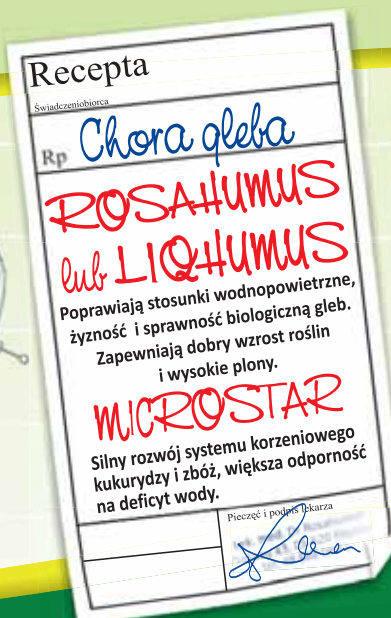 Recepta
Świadczeniobiorca
Rp
Chora gleba
ROSAHUMUS
lub LIQHUMUS
Poprawiają stosunki wodnopowietrzne,
żyzność i sprawność biologiczną gleb.
Zapewniają dobry wzrost roślin
i wysokie plony.
MICROSTAR
Silny rozwój systemu korzeniowego
kukurydzy i zbóż, większa odporność
na deficyt wody.
Pieczęć i podpis lekarza